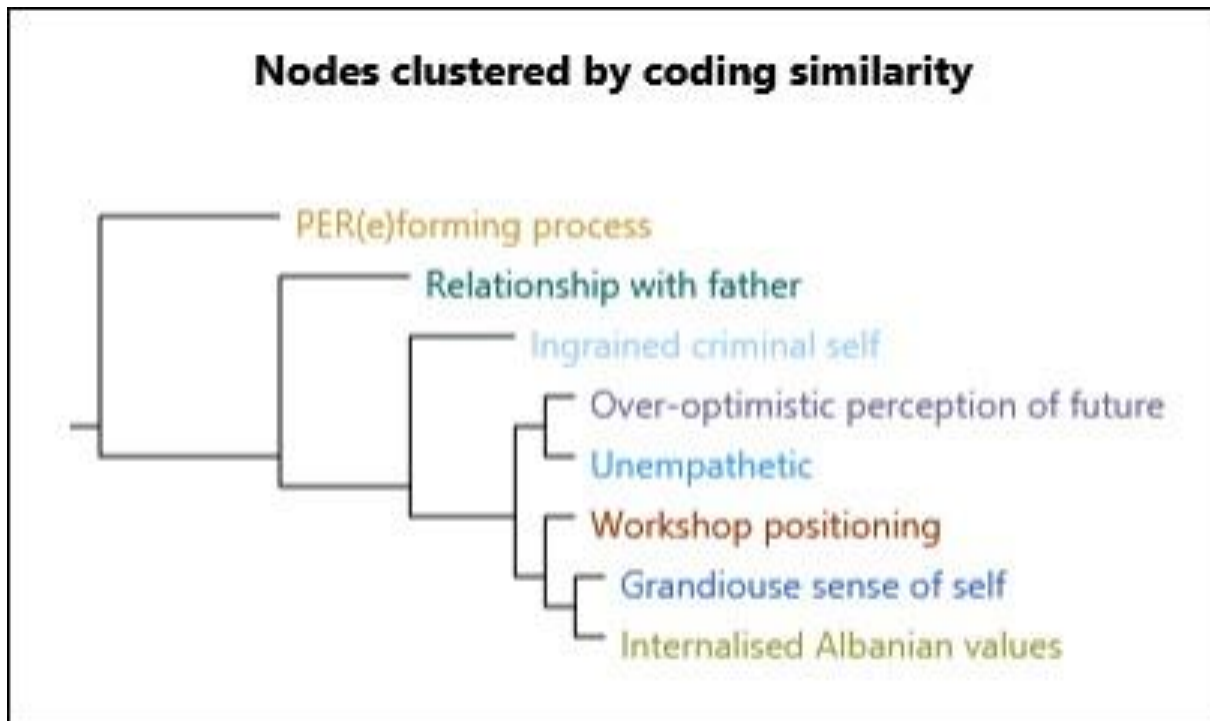 Nodes clustered by coding similarity
PER(e)forming process
Relationship with father
Ingrained criminal self
Over-optimistic perception of future
Unempathetic
Workshop positioning
Grandiouse sense of self
Internalised Albanian values